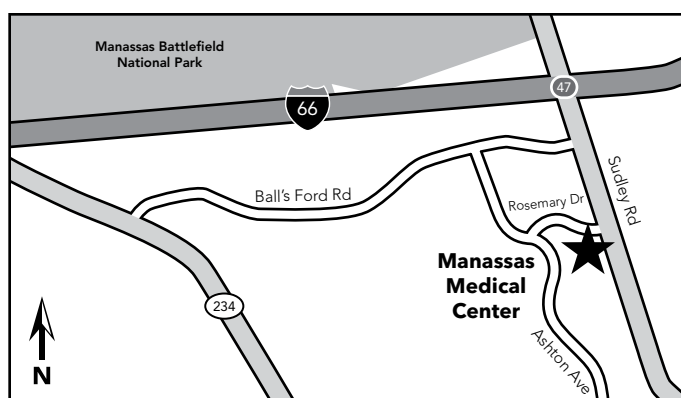 Manassas Battlefield
National Park
66
47
Sudley Rd
Ball's Ford Rd
Rosemary Dr
Manassas
Medical
Center
234
Ashton Ave
N